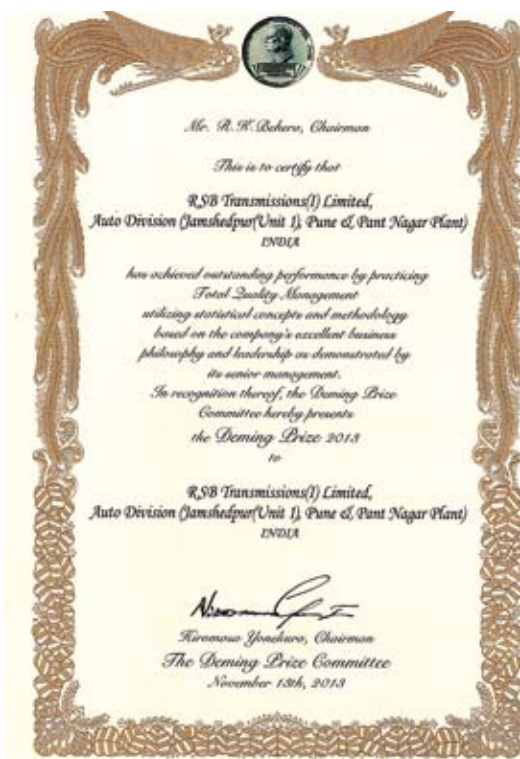 Mr. R. K. Behera, Chairman
This is to certify that
RSB Transmissions(I) Limited,
Auto Division (Jamshedpur(Unit 1), Pune & Pant Nagar Plant)
INDIA
has achieved outstanding performance by practicing
Total Quality Management
utilizing statistical concepts and methodology
based on the company's excellent business
philosophy and leadership as demonstrated by
its senior management.
In recognition thereof, the Deming Prize
Committee hereby presents
the Deming Prize 2013
to
RSB Transmissions(I) Limited,
Auto Division (Jamshedpur(Unit 1), Pune & Pant Nagar Plant)
INDIA
Hiromasa Yonekura, Chairman
The Deming Prize Committee
November 13th, 2013